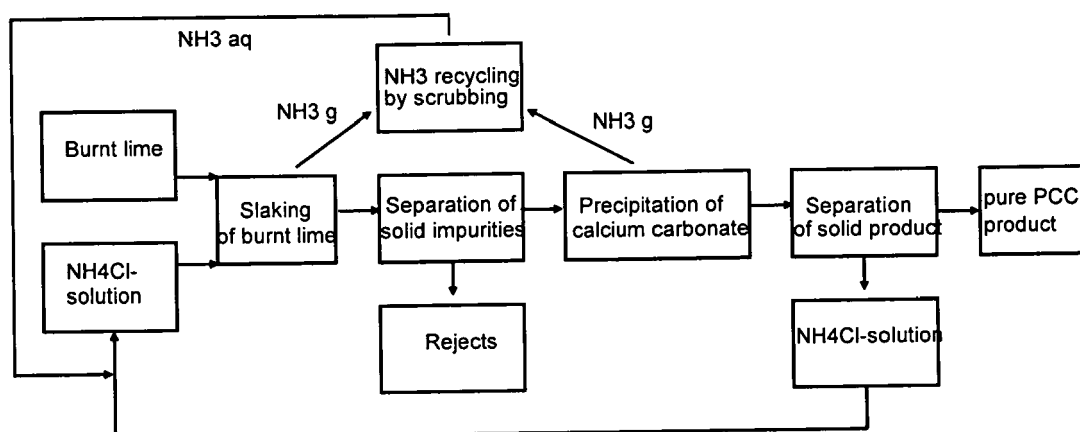 NH3 aq
NH3 recycling
by scrubbing
NH3 g
NH3 g
Burnt lime
Slaking
of burnt lime
Separation of
solid impurities
Precipitation of
calcium carbonate
Separation
of solid product
pure PCC
product
NH4Cl-
solution
Rejects
NH4Cl-solution